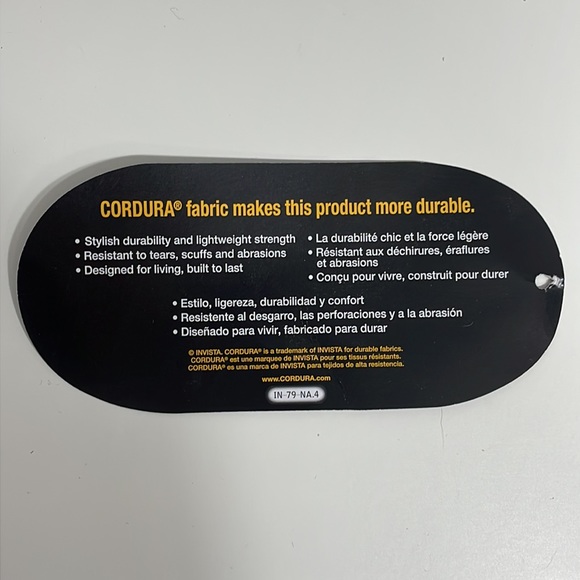 CORDURA® fabric makes this product more durable.
• Stylish durability and lightweight strength
• Resistant to tears, scuffs and abrasions
• Designed for living, built to last
• La durabilité chic et la force légère
• Résistant aux déchirures, éraflures
et abrasions
• Conçu pour vivre, construit pour durer
• Estilo, ligereza, durabilidad y confort
• Resistente al desgarro, las perforaciones y a la abrasión
• Diseñado para vivir, fabricado para durar
© INVISTA. CORDURA® is a trademark of INVISTA for durable fabrics.
CORDURA® est une marquee de INVISTA pour ses tissus résistants.
CORDURA® es una marca de INVISTA para tejidos de alta resistencia.
www.CORDURA.com
IN-79-NA.4